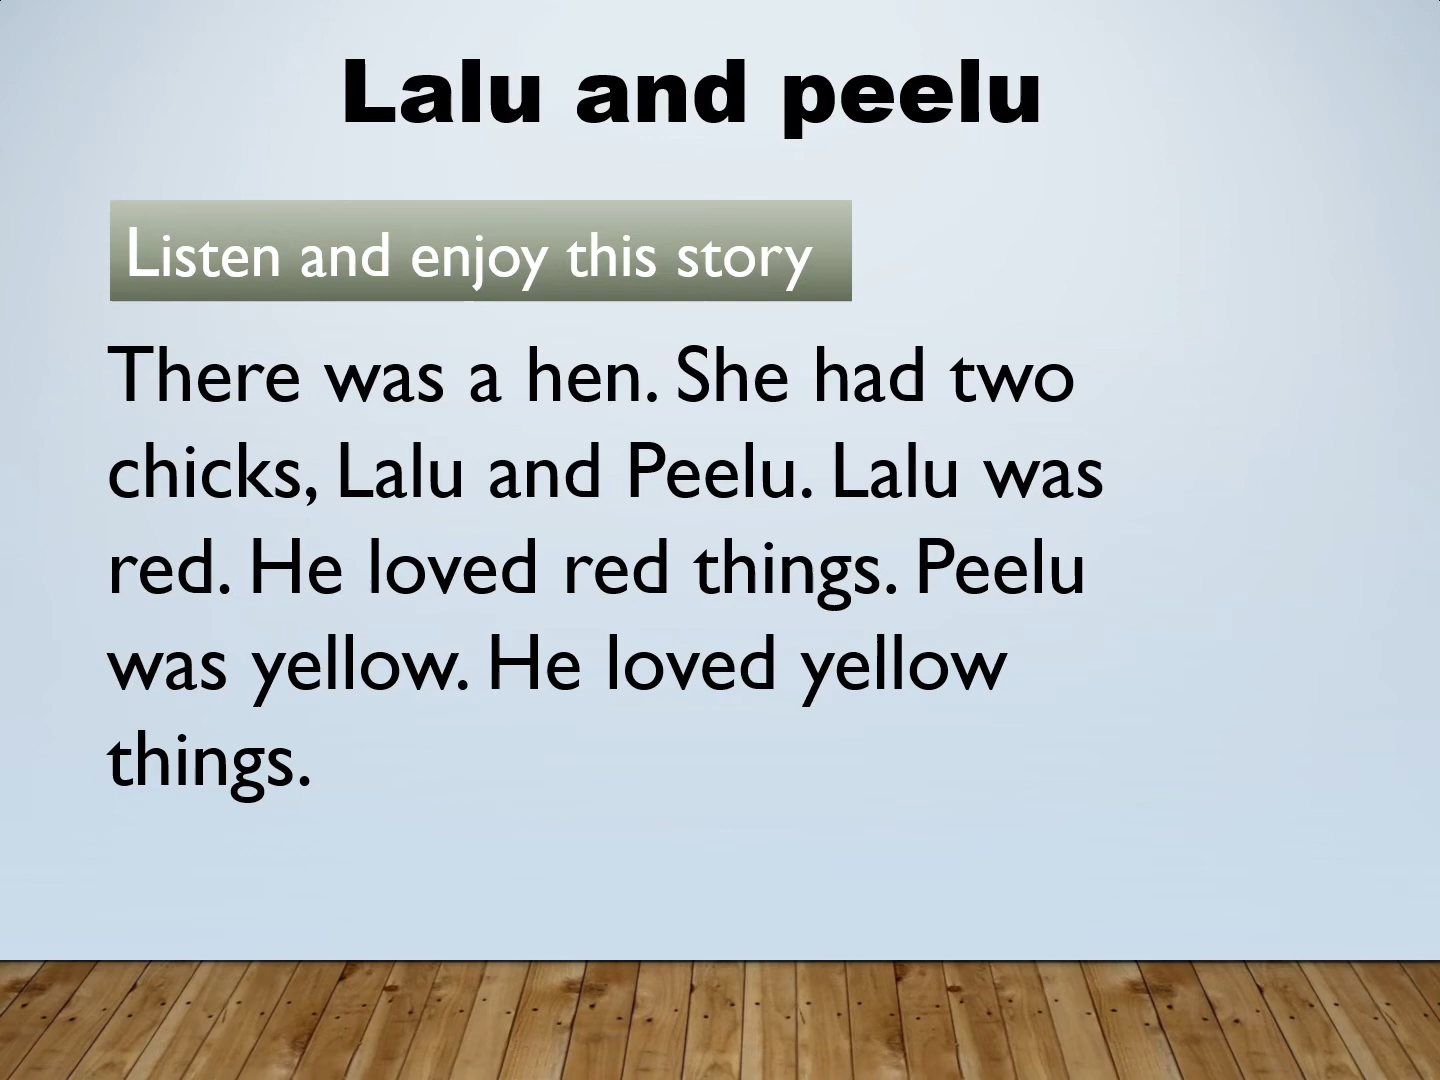 Lalu and peelu
Listen and enjoy this story
There was a hen. She had two
chicks, Lalu and Peelu. Lalu was
red. He loved red things. Peelu
was yellow. He loved yellow
things.